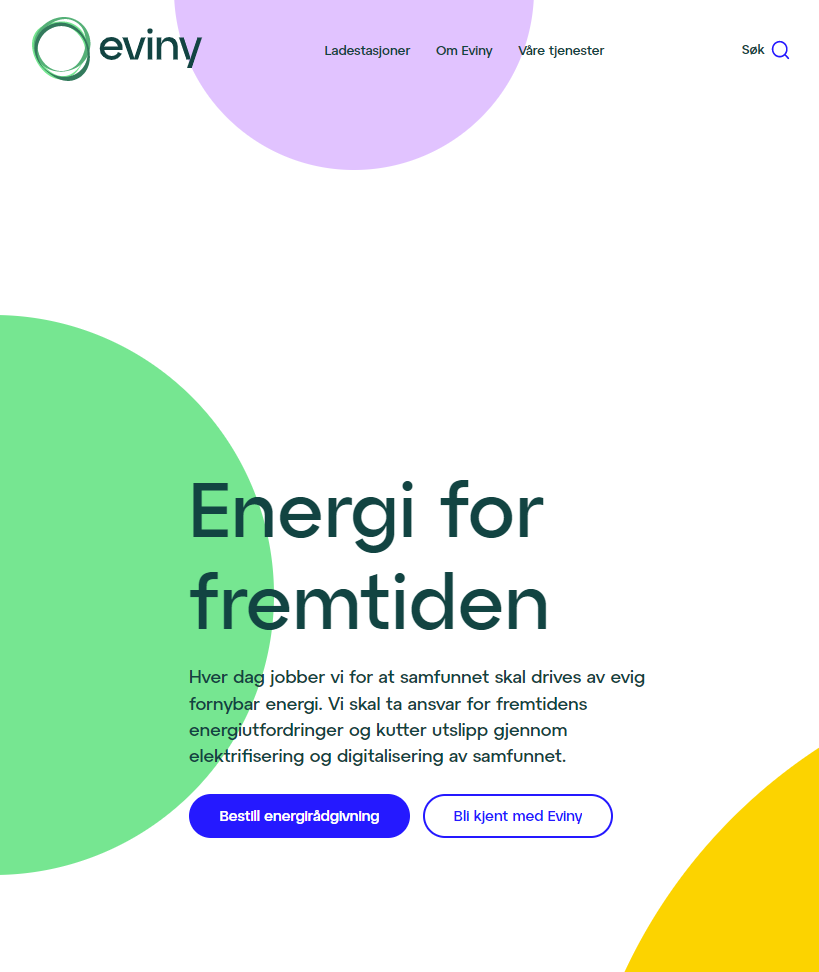 eviny
Ladestasjoner Om Eviny Våre tjenester
Søk
Energi for
fremtiden
Hver dag jobber vi for at samfunnet skal drives av evig
fornybar energi. Vi skal ta ansvar for fremtidens
energiutfordringer og kutter utslipp gjennom
elektrifisering og digitalisering av samfunnet.
Bestill energirådgivning
Bli kjent med Eviny